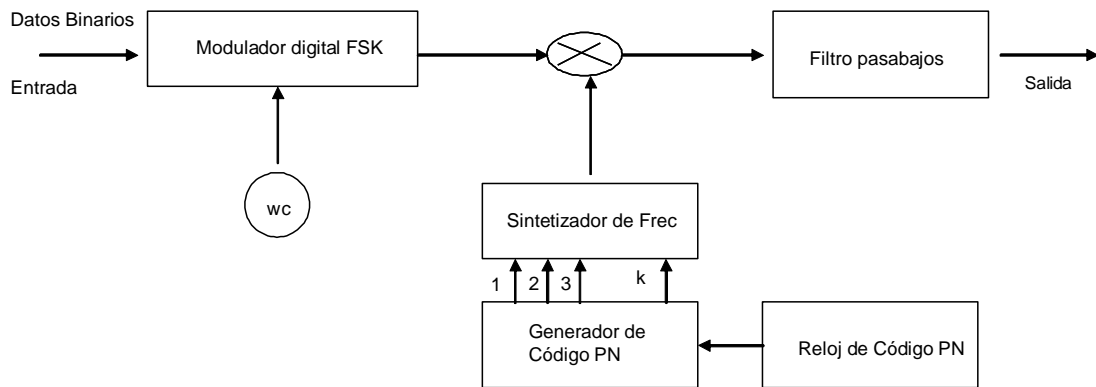 Datos Binarios
Entrada
Modulador digital FSK
Filtro pasabajos
Salida
wc
Sintetizador de Frec
1 2 3 k
Generador de
Código PN
Reloj de Código PN